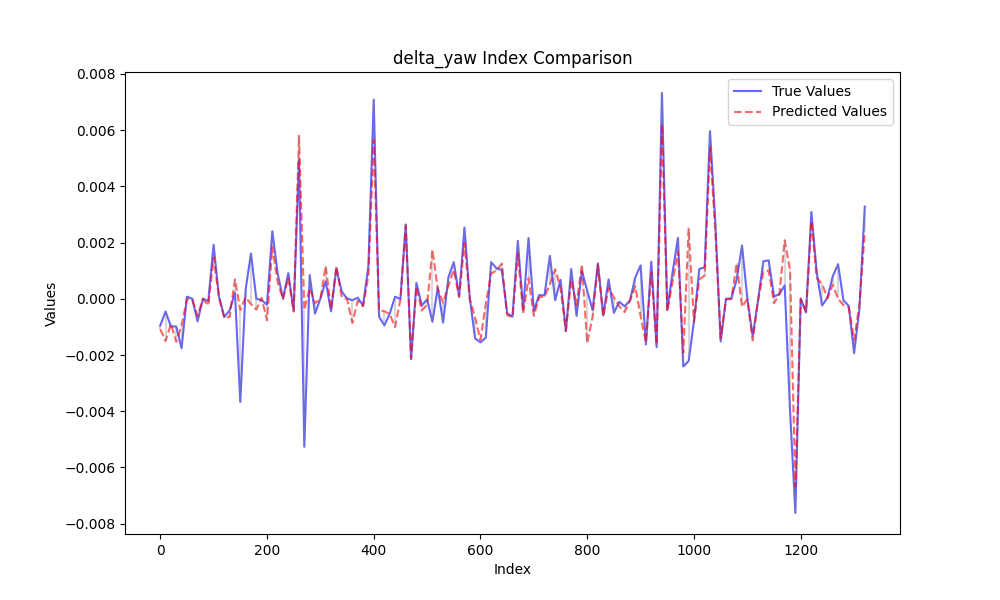 delta_yaw Index Comparison
True Values
Predicted Values
Values
0.008
0.006
0.004
0.002
0.000
−0.002
−0.004
−0.006
−0.008
0 200 400 600 800 1000 1200
Index